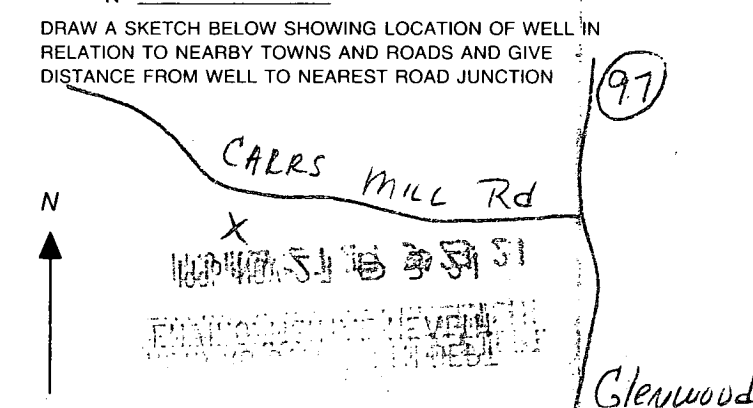 N
DRAW A SKETCH BELOW SHOWING LOCATION OF WELL IN
RELATION TO NEARBY TOWNS AND ROADS AND GIVE
DISTANCE FROM WELL TO NEAREST ROAD JUNCTION
97
CARRS MILL Rd
N
X
Glenwood